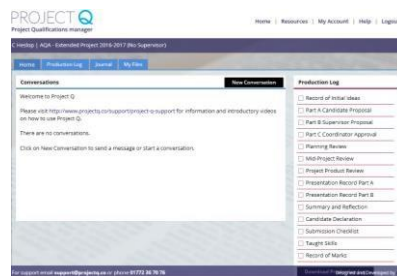 PROJECT Q
Project Qualifications manager
Home | Resources | My Account | Help | Logout
C Heslop | AQA - Extended Project 2016-2017 (No Supervisor)
Home Production Log Journal My Files
Conversations New Conversation
Welcome to Project Q
Please visit http://www.projectq.co/support/project-q-support for information and introductory videos
on how to use Project Q.
There are no conversations.
Click on New Conversation to send a message or start a conversation.
Production Log
Record of Initial Ideas
Part A Candidate Proposal
Part B Supervisor Proposal
Part C Coordinator Approval
Planning Review
Mid-Project Review
Project Product Review
Presentation Record Part A
Presentation Record Part B
Summary and Reflection
Candidate Declaration
Submission Checklist
Taught Skills
Record of Marks
For support email support@projectq.co or phone 01772 36 78 76
Designed and Developed by